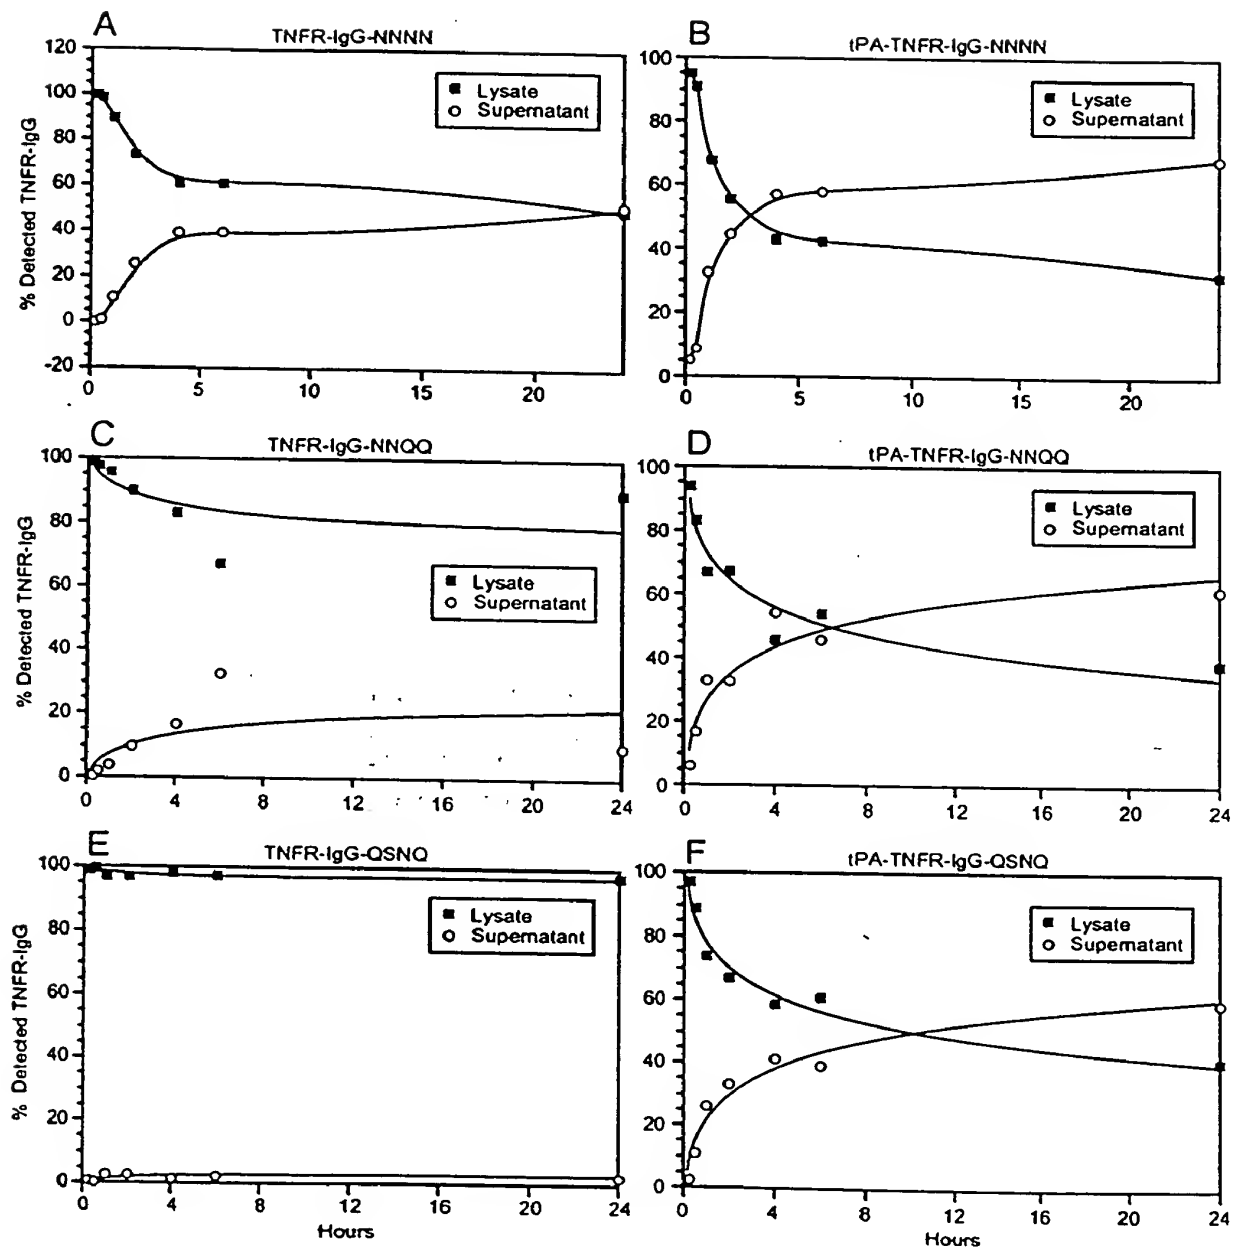 A
TNFR-IgG-NNNN
120
100
80
60
40
20
0
-20
% Detected TNFR-IgG
Lysate
Supernatant
0 5 10 15 20
B
tPA-TNFR-IgG-NNNN
100
80
60
40
20
0
Lysate
Supernatant
0 5 10 15 20
C
TNFR-IgG-NNQQ
100
80
60
40
20
0
% Detected TNFR-IgG
Lysate
Supernatant
0 4 8 12 16 20 24
D
tPA-TNFR-IgG-NNQQ
100
80
60
40
20
0
Lysate
Supernatant
0 4 8 12 16 20 24
E
TNFR-IgG-QSNQ
100
80
60
40
20
0
% Detected TNFR-IgG
Lysate
Supernatant
0 4 8 12 16 20 24
Hours
F
tPA-TNFR-IgG-QSNQ
100
80
60
40
20
0
Lysate
Supernatant
0 4 8 12 16 20 24
Hours